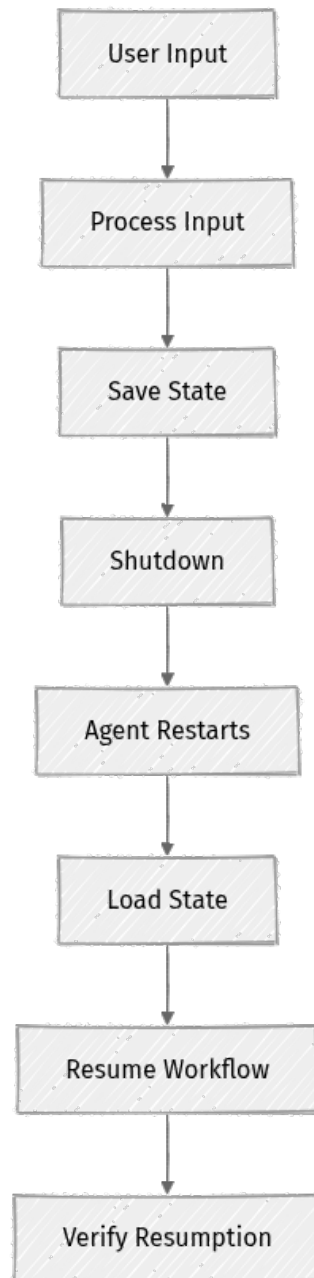 User Input
Process Input
Save State
Shutdown
Agent Restarts
Load State
Resume Workflow
Verify Resumption